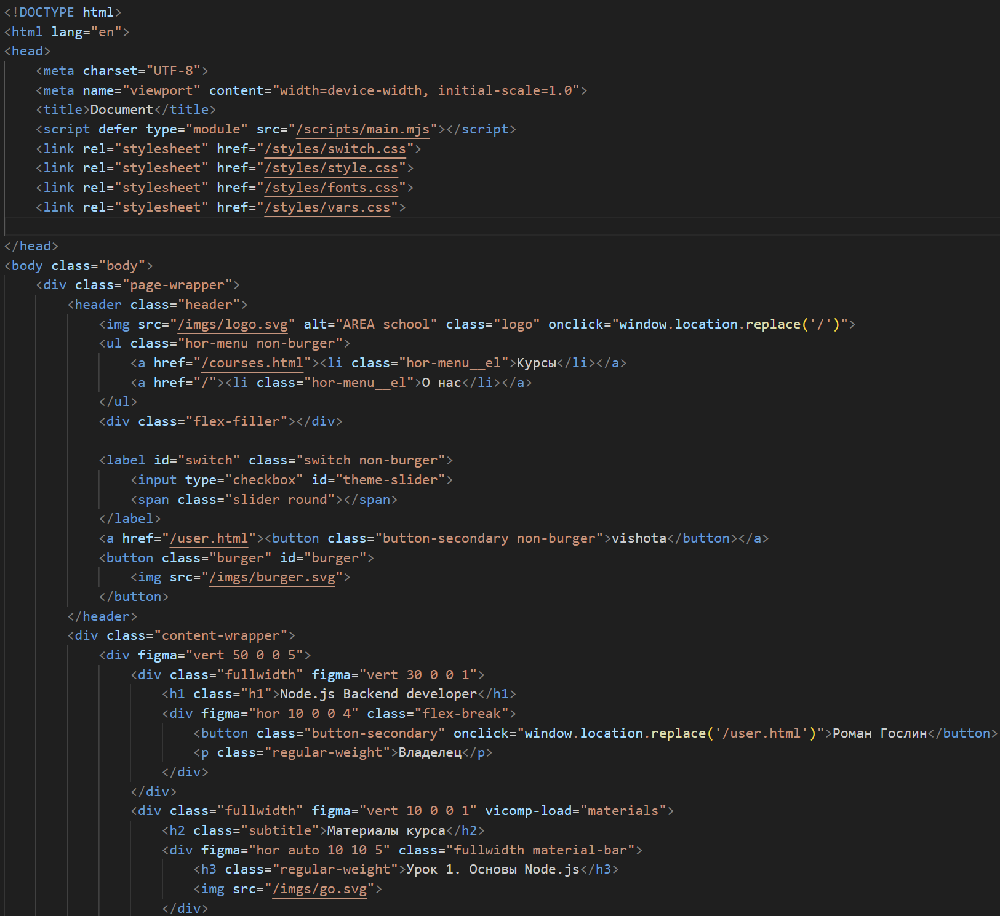 <!DOCTYPE html>
<html lang="en">
<head>
    <meta charset="UTF-8">
    <meta name="viewport" content="width=device-width, initial-scale=1.0">
    <title>Document</title>
    <script defer type="module" src="/scripts/main.mjs"></script>
    <link rel="stylesheet" href="/styles/switch.css">
    <link rel="stylesheet" href="/styles/style.css">
    <link rel="stylesheet" href="/styles/fonts.css">
    <link rel="stylesheet" href="/styles/vars.css">

</head>
<body class="body">
    <div class="page-wrapper">
        <header class="header">
            <img src="/imgs/logo.svg" alt="AREA school" class="logo" onclick="window.location.replace('/')">
            <ul class="hor-menu non-burger">
                <a href="/courses.html"><li class="hor-menu__el">Курсы</li></a>
                <a href="/"><li class="hor-menu__el">О нас</li></a>
            </ul>
            <div class="flex-filler"></div>

            <label id="switch" class="switch non-burger">
                <input type="checkbox" id="theme-slider">
                <span class="slider round"></span>
            </label>
            <a href="/user.html"><button class="button-secondary non-burger">vishota</button></a>
            <button class="burger" id="burger">
                <img src="/imgs/burger.svg">
            </button>
        </header>
        <div class="content-wrapper">
            <div figma="vert 50 0 0 5">
                <div class="fullwidth" figma="vert 30 0 0 1">
                    <h1 class="h1">Node.js Backend developer</h1>
                    <div figma="hor 10 0 0 4" class="flex-break">
                        <button class="button-secondary" onclick="window.location.replace('/user.html')">Роман Гослин</button>
                        <p class="regular-weight">Владелец</p>
                    </div>
                </div>
                <div class="fullwidth" figma="vert 10 0 0 1" vicomp-load="materials">
                    <h2 class="subtitle">Материалы курса</h2>
                    <div figma="hor auto 10 10 5" class="fullwidth material-bar">
                        <h3 class="regular-weight">Урок 1. Основы Node.js</h3>
                        <img src="/imgs/go.svg">
                    </div>